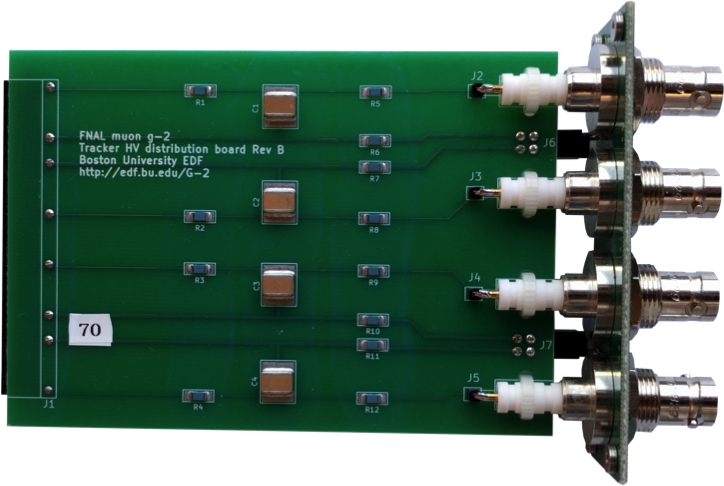 J2
R1
C1
R5
FNAL muon g-2
Tracker HV distribution board Rev B
Boston University EDF
http://edf.bu.edu/G-2
R6
J6
R7
J3
C2
R2
R8
J4
R3
C3
R9
70
R10
J7
R11
C4
J5
J1
R4
R12